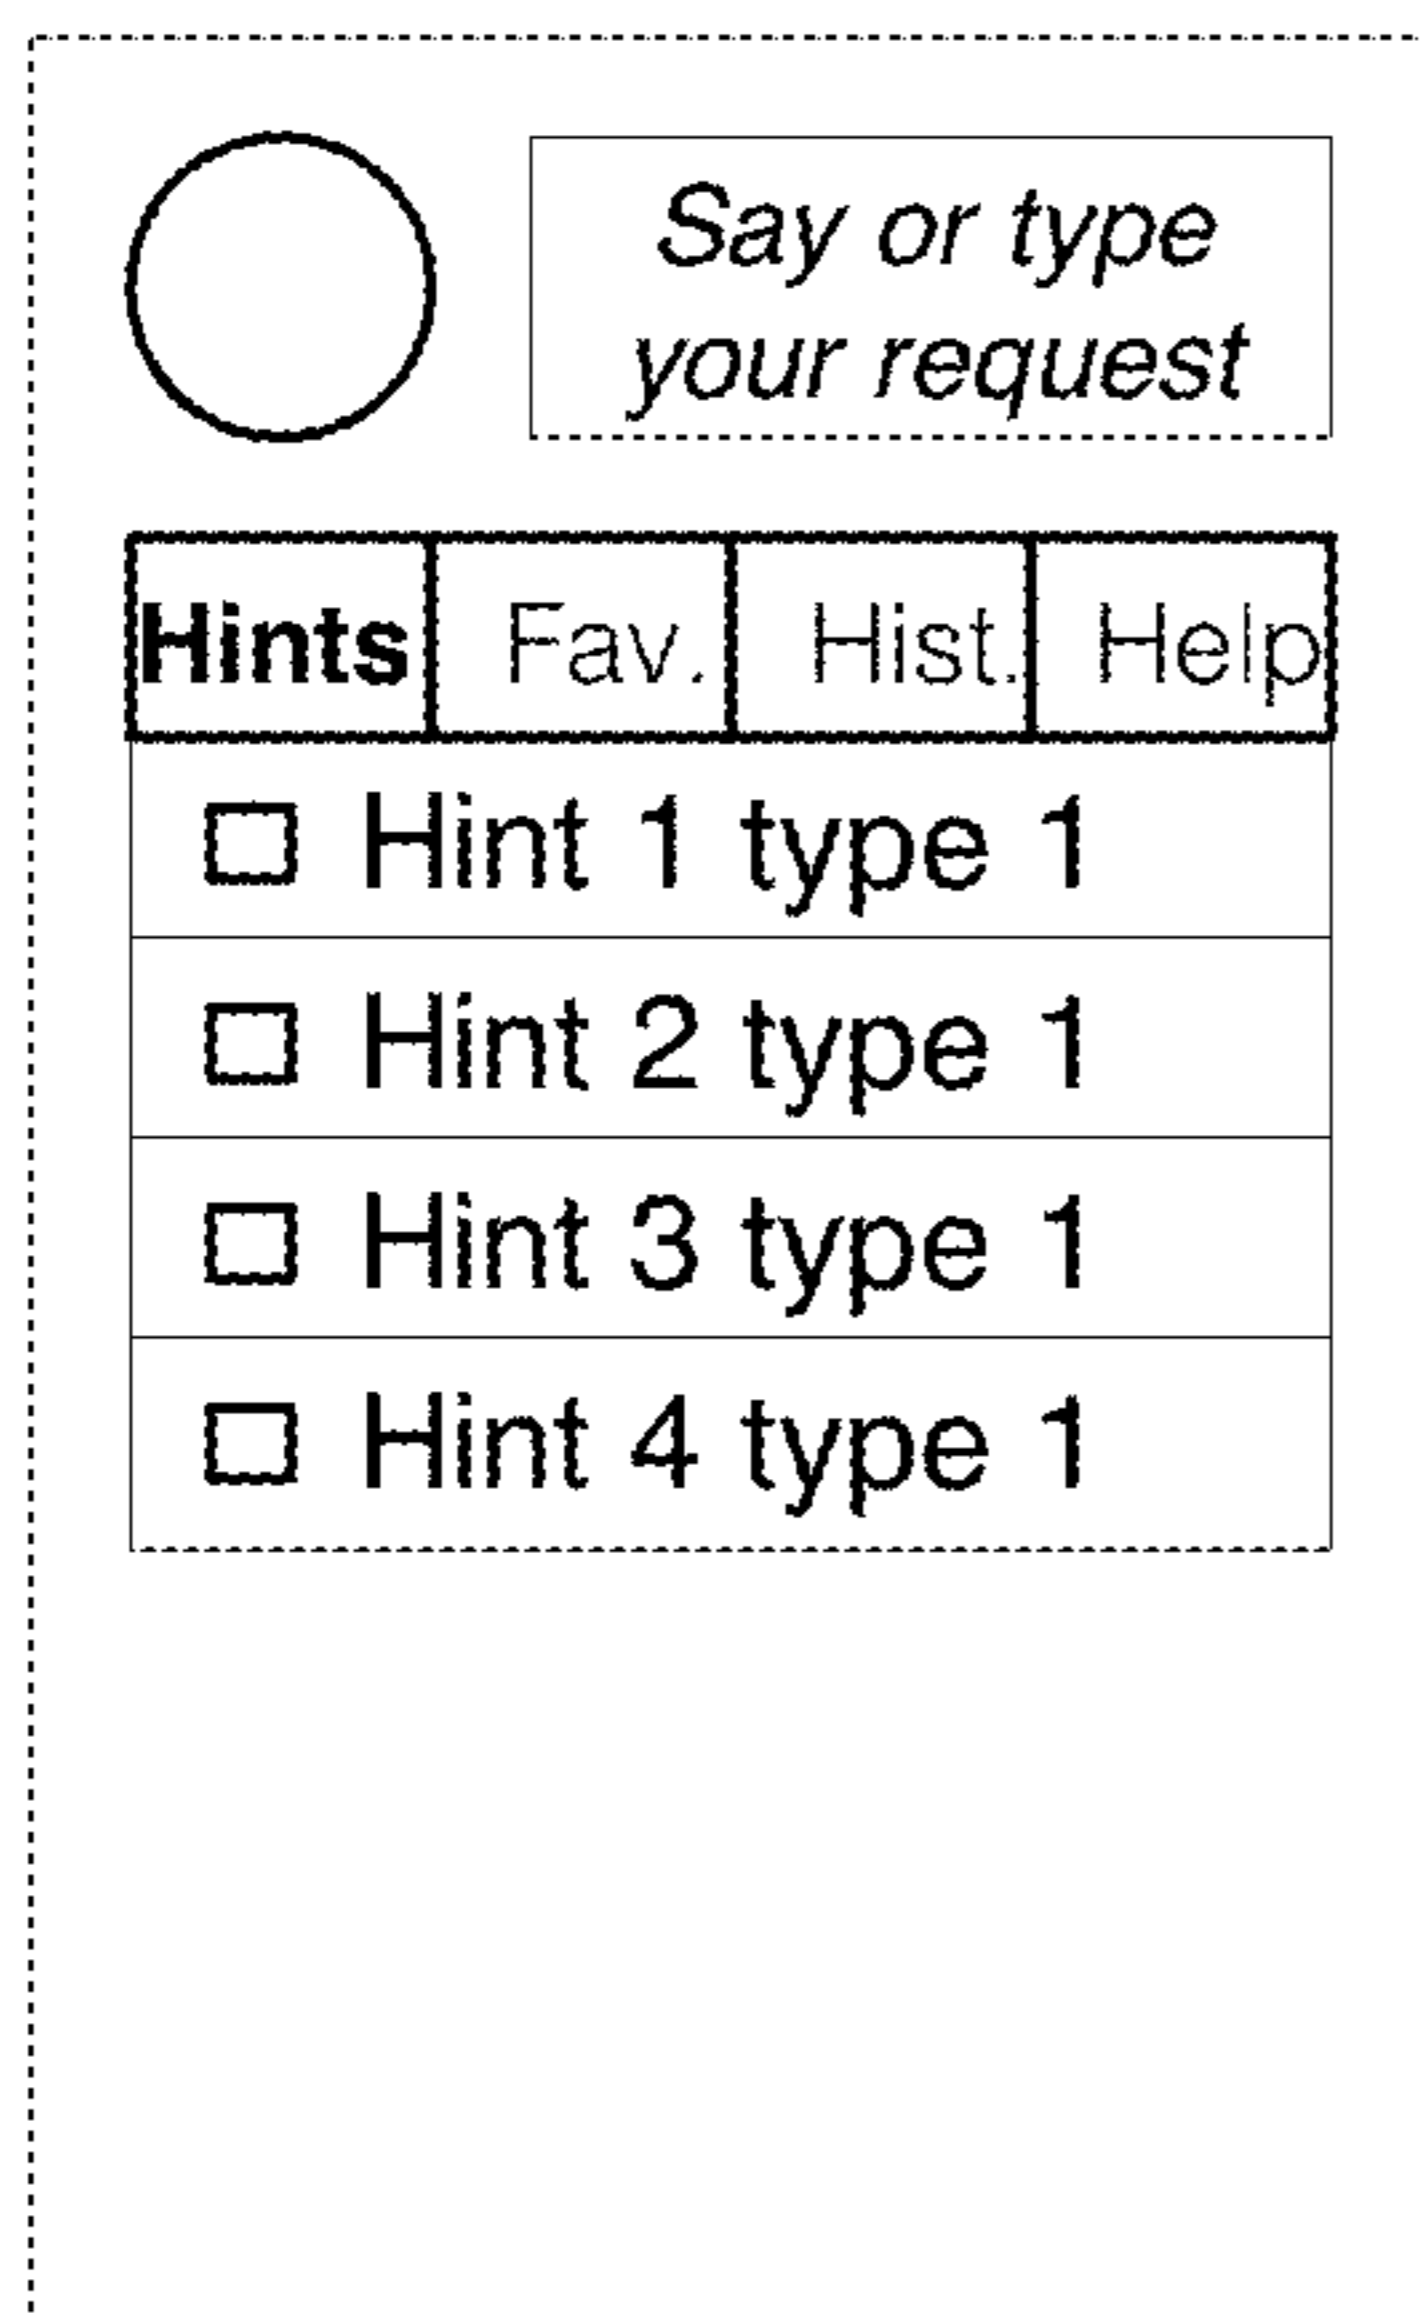 Say or type
your request
Hints Fav. Hist. Help
Hint 1 type 1
Hint 2 type 1
Hint 3 type 1
Hint 4 type 1